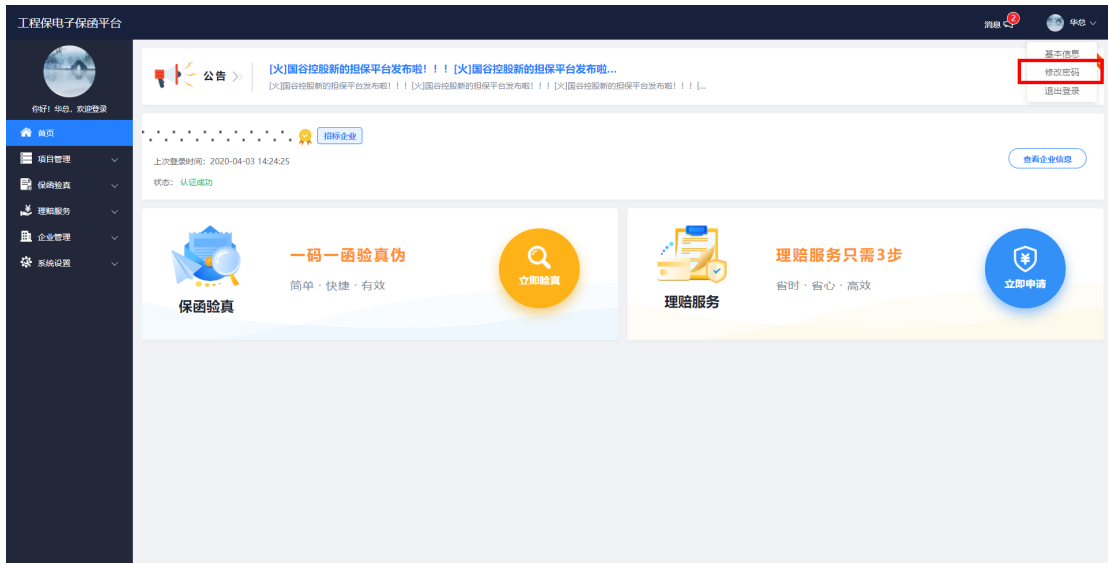 工程保电子保函平台
消息 2
华总
基本信息
修改密码
退出登录
你好！华总，欢迎登录
首页
项目管理
保函验真
理赔服务
企业管理
系统设置
公告
[火]国谷控股新的担保平台发布啦！！！[火]国谷控股新的担保平台发布啦...
[火]国谷控股新的担保平台发布啦！！！[火]国谷控股新的担保平台发布啦！！！[火]国谷控股新的担保平台发布啦！！！[...
招标企业
上次登录时间：2020-04-03 14:24:25
状态：认证成功
查看企业信息
一码一函验真伪
简单·快捷·有效
立即验真
保函验真
理赔服务只需3步
省时·省心·高效
立即申请
理赔服务